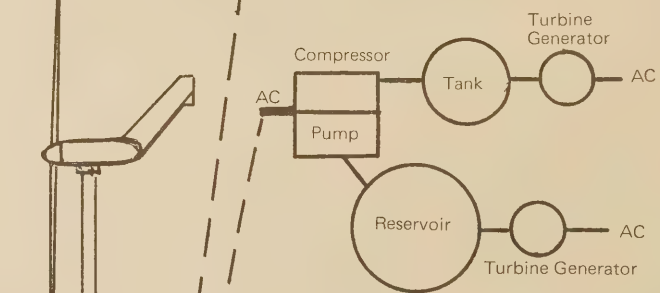 Turbine
Generator
Compressor
Tank
AC
AC
Pump
Reservoir
AC
Turbine Generator